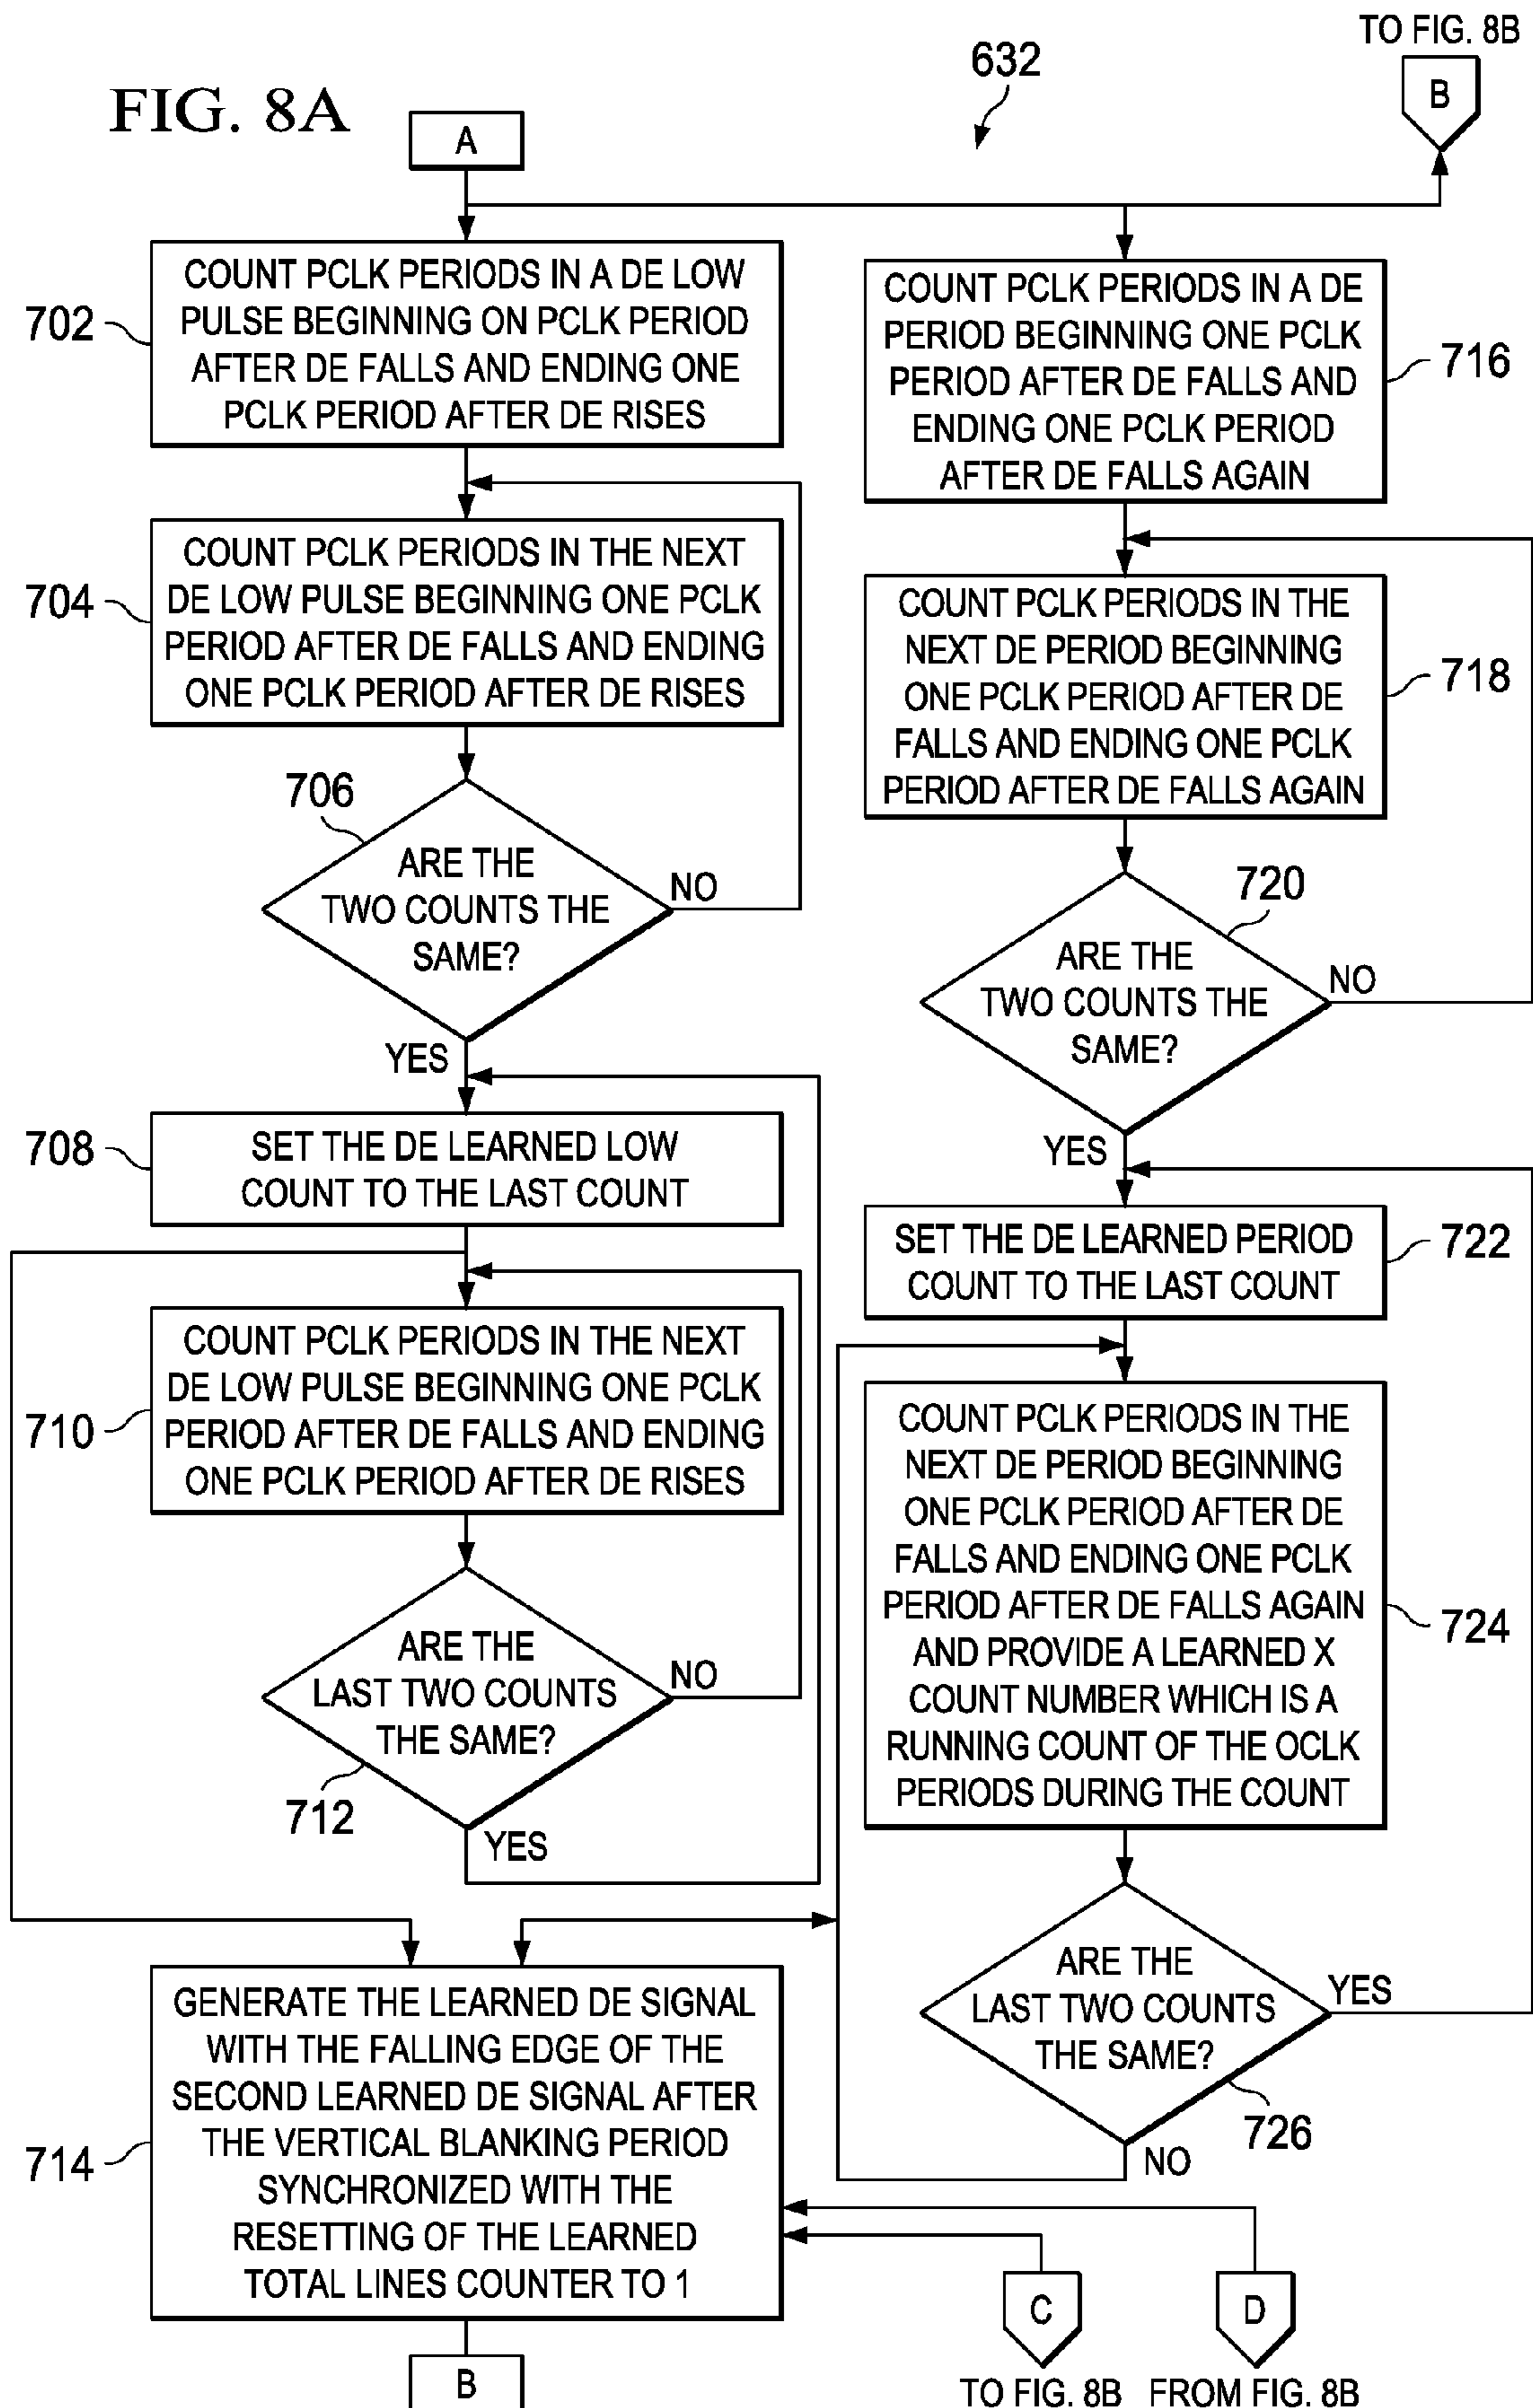 FIG. 8A
632
TO FIG. 8B
B
A
702
COUNT PCLK PERIODS IN A DE LOW
PULSE BEGINNING ON PCLK PERIOD
AFTER DE FALLS AND ENDING ONE
PCLK PERIOD AFTER DE RISES
704
COUNT PCLK PERIODS IN THE NEXT
DE LOW PULSE BEGINNING ONE PCLK
PERIOD AFTER DE FALLS AND ENDING
ONE PCLK PERIOD AFTER DE RISES
706
ARE THE
TWO COUNTS THE
SAME?
NO
YES
708
SET THE DE LEARNED LOW
COUNT TO THE LAST COUNT
710
COUNT PCLK PERIODS IN THE NEXT
DE LOW PULSE BEGINNING ONE PCLK
PERIOD AFTER DE FALLS AND ENDING
ONE PCLK PERIOD AFTER DE RISES
ARE THE
LAST TWO COUNTS
THE SAME?
NO
712
YES
714
GENERATE THE LEARNED DE SIGNAL
WITH THE FALLING EDGE OF THE
SECOND LEARNED DE SIGNAL AFTER
THE VERTICAL BLANKING PERIOD
SYNCHRONIZED WITH THE
RESETTING OF THE LEARNED
TOTAL LINES COUNTER TO 1
B
COUNT PCLK PERIODS IN A DE
PERIOD BEGINNING ONE PCLK
PERIOD AFTER DE FALLS AND
ENDING ONE PCLK PERIOD
AFTER DE FALLS AGAIN
716
COUNT PCLK PERIODS IN THE
NEXT DE PERIOD BEGINNING
ONE PCLK PERIOD AFTER DE
FALLS AND ENDING ONE PCLK
PERIOD AFTER DE FALLS AGAIN
718
720
ARE THE
TWO COUNTS THE
SAME?
NO
YES
SET THE DE LEARNED PERIOD
COUNT TO THE LAST COUNT
722
COUNT PCLK PERIODS IN THE
NEXT DE PERIOD BEGINNING
ONE PCLK PERIOD AFTER DE
FALLS AND ENDING ONE PCLK
PERIOD AFTER DE FALLS AGAIN
AND PROVIDE A LEARNED X
COUNT NUMBER WHICH IS A
RUNNING COUNT OF THE OCLK
PERIODS DURING THE COUNT
724
ARE THE
LAST TWO COUNTS
THE SAME?
YES
726
NO
C
TO FIG. 8B
D
FROM FIG. 8B